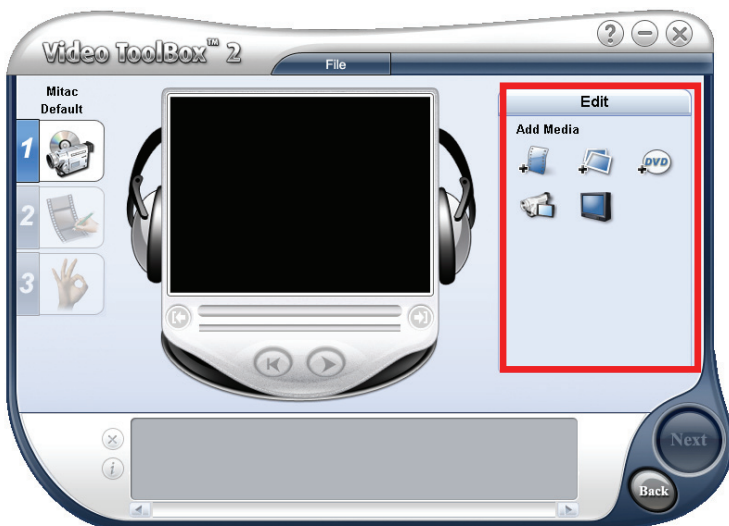 Video ToolBox™ 2
?
File
Mitac
Default
Edit
Add Media
1
DVD
2
3
Next
i
Back